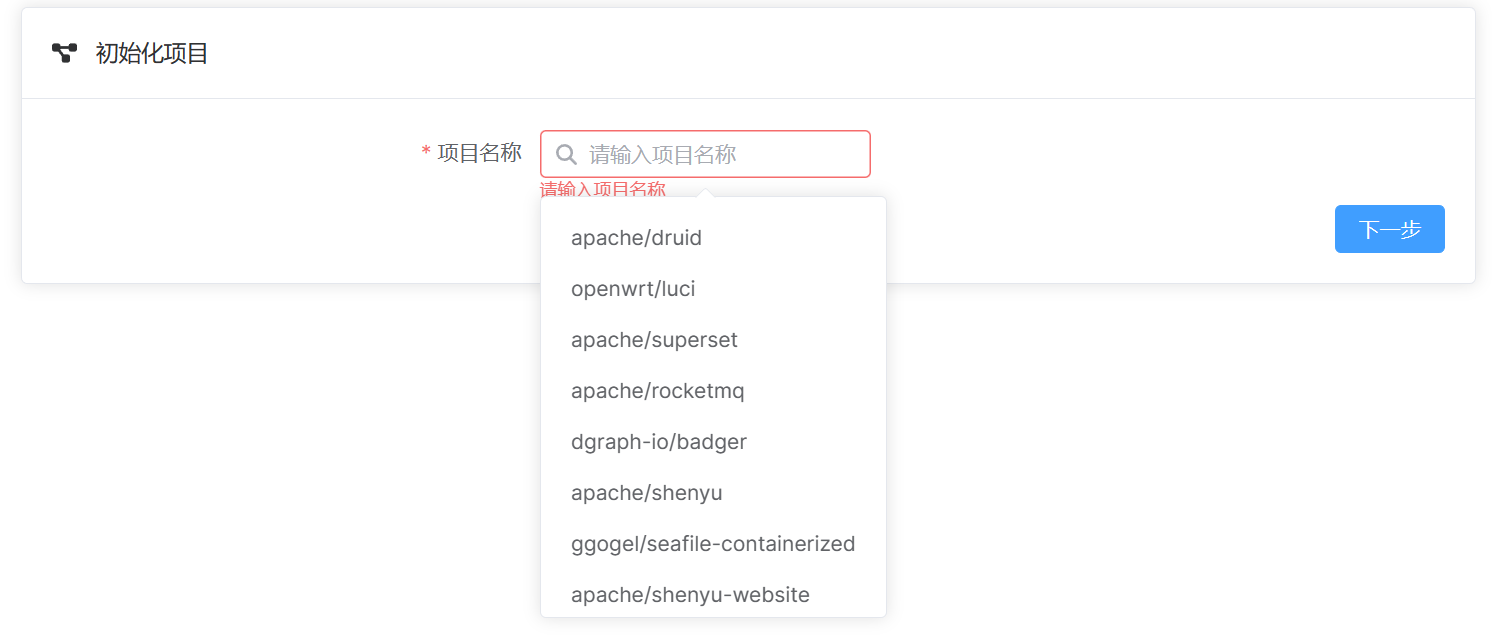 初始化项目
* 项目名称
请输入项目名称
请输入项目名称
下一步
apache/druid
openwrt/luci
apache/superset
apache/rocketmq
dgraph-io/badger
apache/shenyu
ggogel/seafile-containerized
apache/shenyu-website